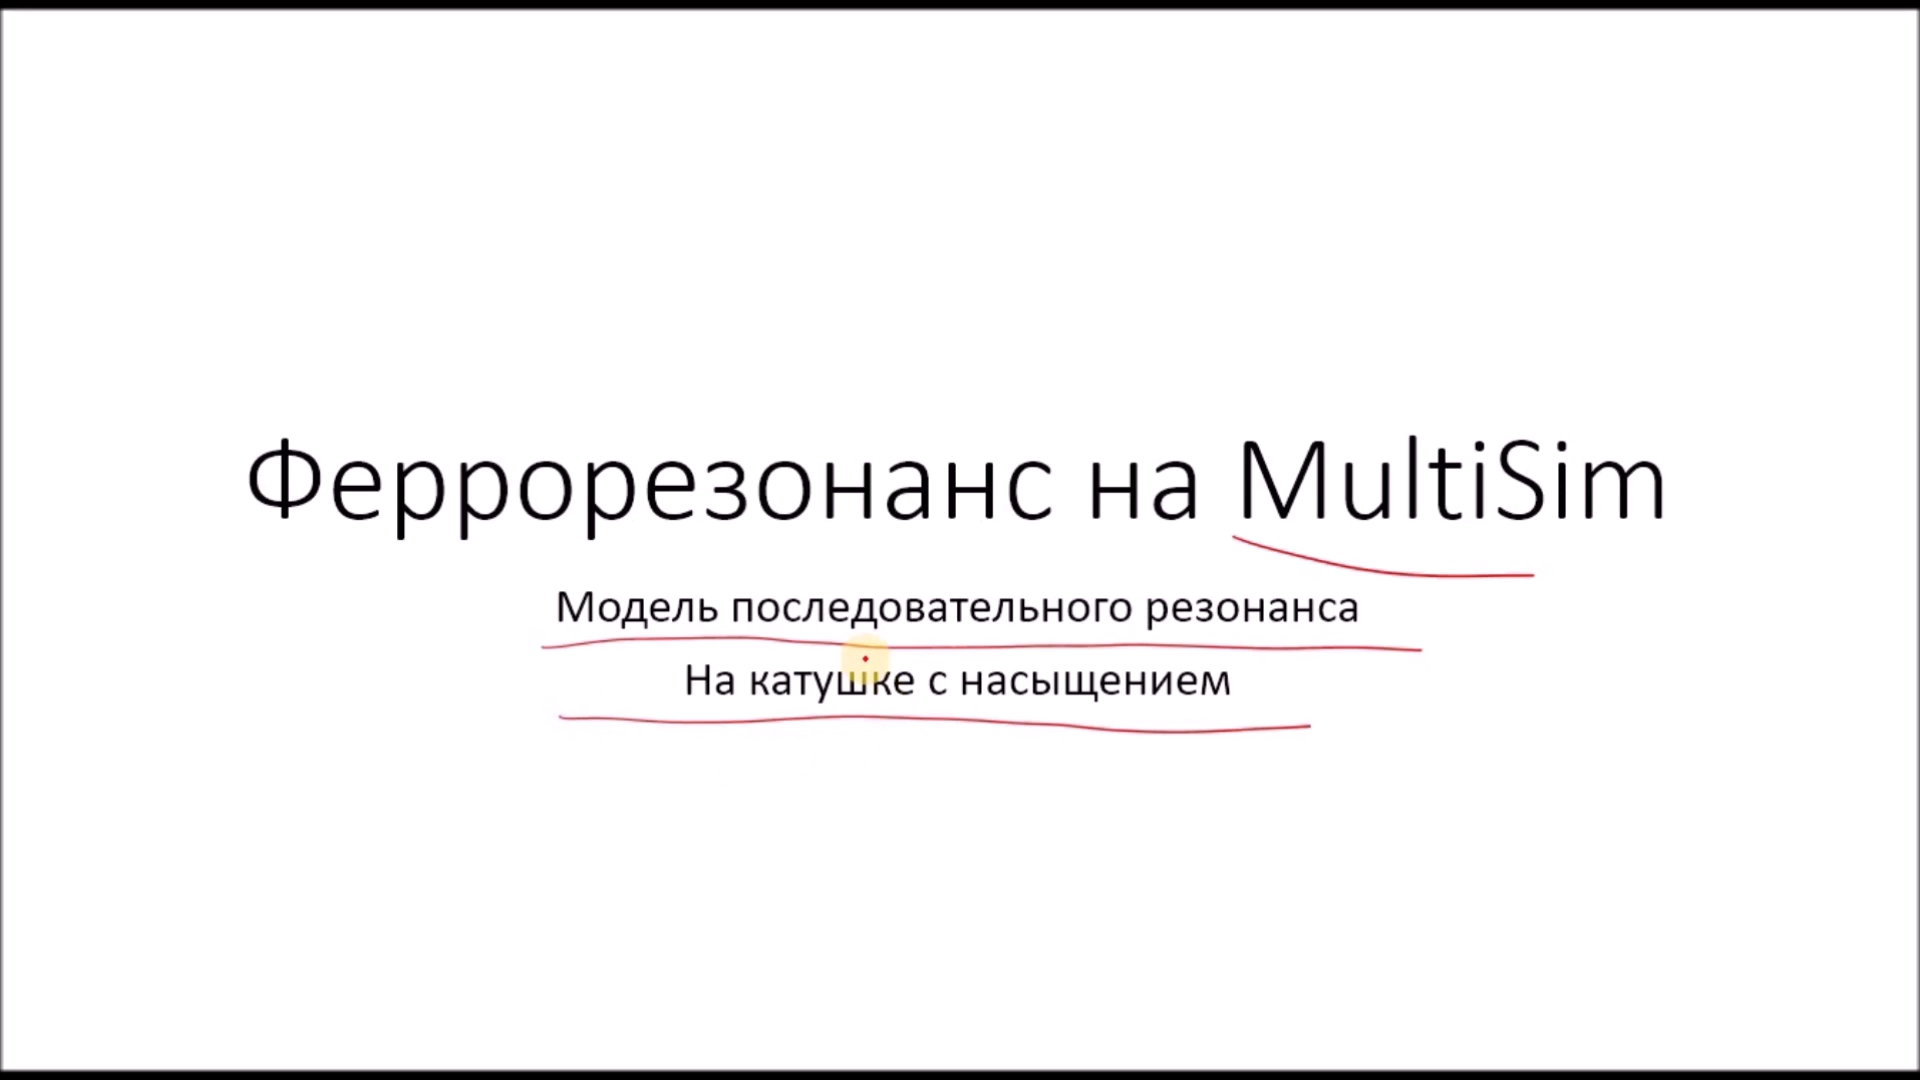 Феррорезонанс на MultiSim
Модель последовательного резонанса
На катушке с насыщением